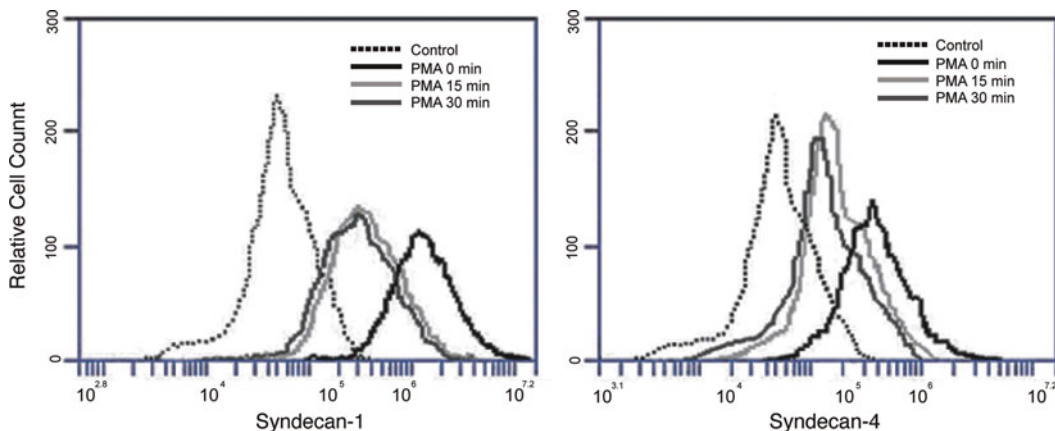 300
200
100
0
Relative Cell Counnt
Control
PMA 0 min
PMA 15 min
PMA 30 min
10^2.8 10^4 10^5 10^6 10^7.2
Syndecan-1
300
200
100
0
Control
PMA 0 min
PMA 15 min
PMA 30 min
10^3.1 10^4 10^5 10^6 10^7.2
Syndecan-4